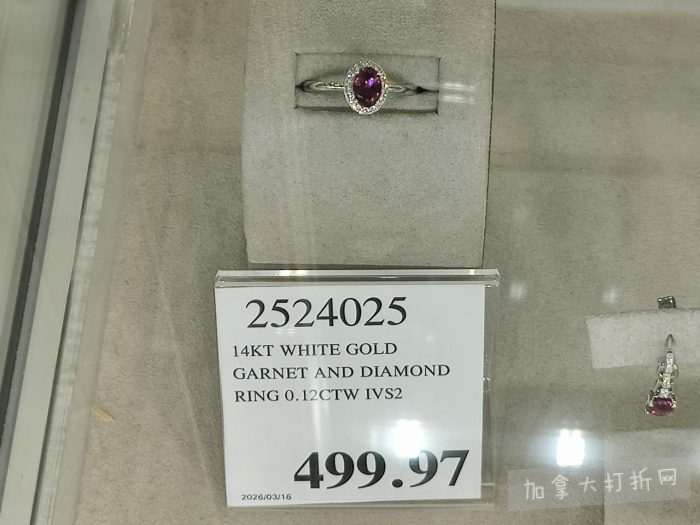 2524025
14KT WHITE GOLD
GARNET AND DIAMOND
RING 0.12CTW IVS2
499.97
2026/03/16
加拿大打折网